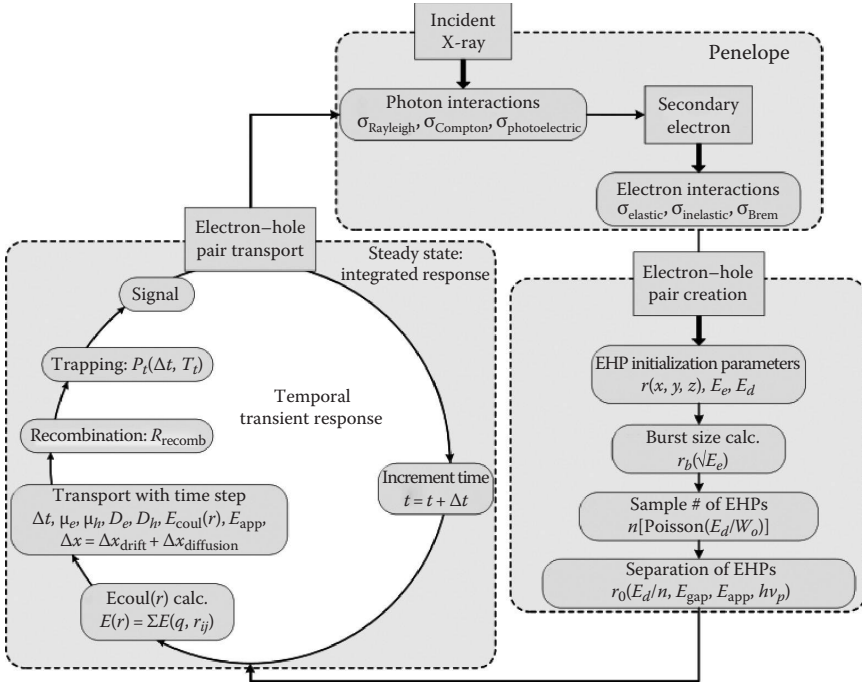 Incident
X-ray
Penelope
Photon interactions
σRayleigh, σCompton, σphotoelectric
Secondary
electron
Electron interactions
σelastic, σinelastic, σBrem
Electron–hole
pair transport
Steady state:
integrated response
Signal
Trapping: Pt(Δt, Tt)
Recombination: Rrecomb
Transport with time step
Δt, μe, μh, De, Dh, Ecoul(r), Eapp,
Δx = Δxdrift + Δxdiffusion
Ecoul(r) calc.
E(r) = ΣE(q, rij)
Temporal
transient response
Increment time
t = t + Δt
Electron–hole
pair creation
EHP initialization parameters
r(x, y, z), Ee, Ed
Burst size calc.
rb(√Ee)
Sample # of EHPs
n[Poisson(Ed/Wo)]
Separation of EHPs
r0(Ed/n, Egap, Eapp, hνp)